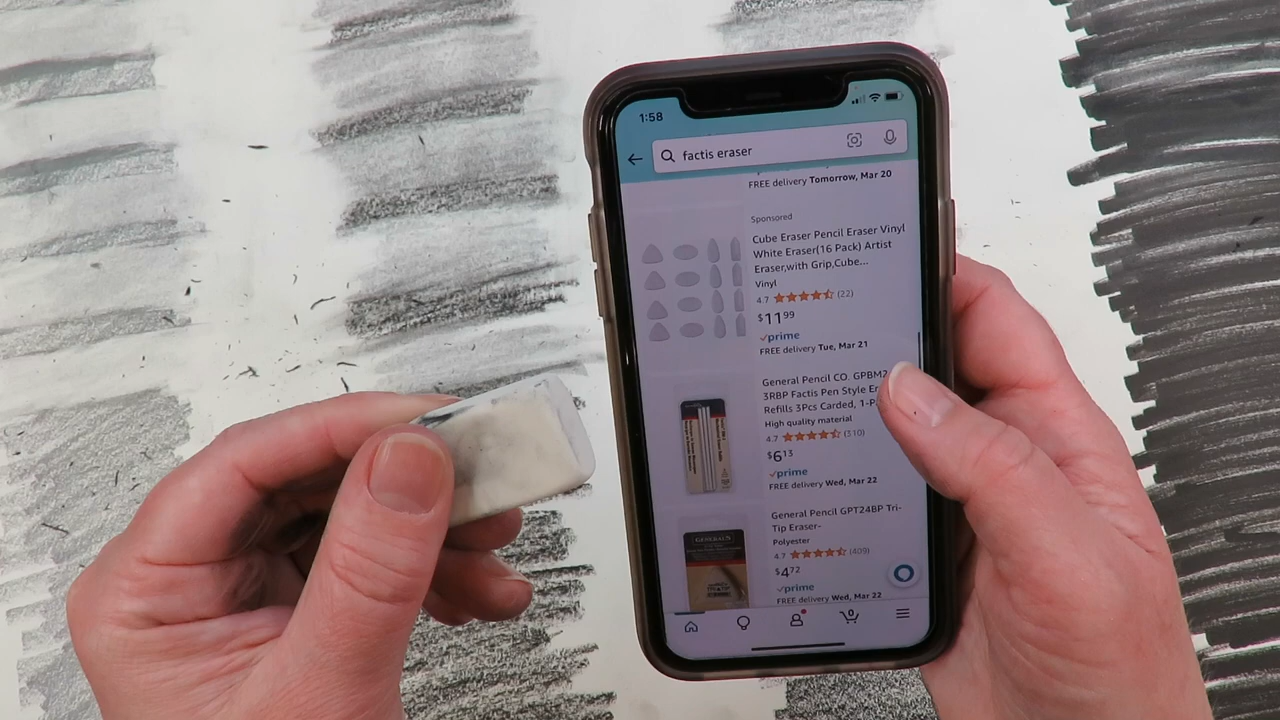 1:58
factis eraser
FREE delivery Tomorrow, Mar 20
Sponsored
Cube Eraser Pencil Eraser Vinyl
White Eraser(16 Pack) Artist
Eraser,with Grip,Cube...
Vinyl
4.7 (22)
$11 99
prime
FREE delivery Tue, Mar 21
General Pencil CO. GPBM2
3RBP Factis Pen Style
Refills 3Pcs Carded,
High quality material
4.7 (310)
$6 13
prime
FREE delivery Wed, Mar 22
General Pencil GPT24BP Tri-
Tip Eraser-
Polyester
4.7 (409)
$4 72
prime
FREE delivery Wed, Mar 22
GENERAL'S
0